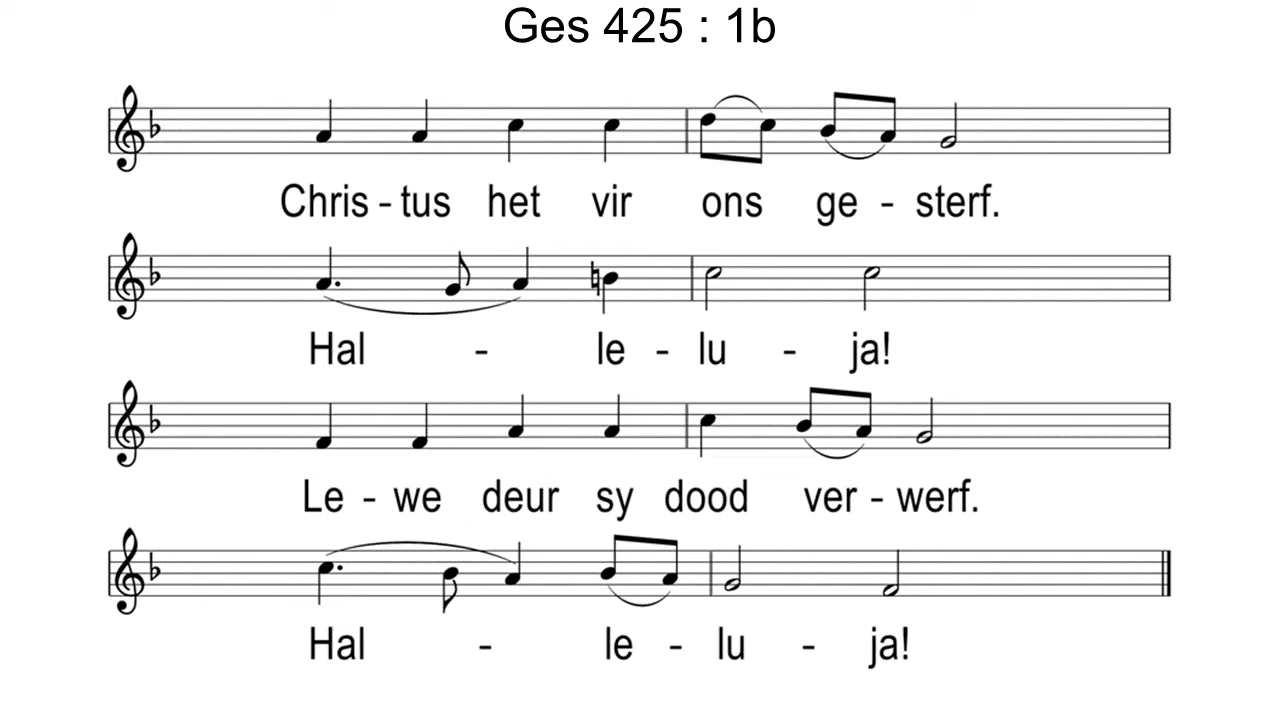 Ges 425 : 1b
Chris - tus het vir ons ge - sterf.
Hal - le - lu - ja!
Le - we deur sy dood ver - werf.
Hal - le - lu - ja!